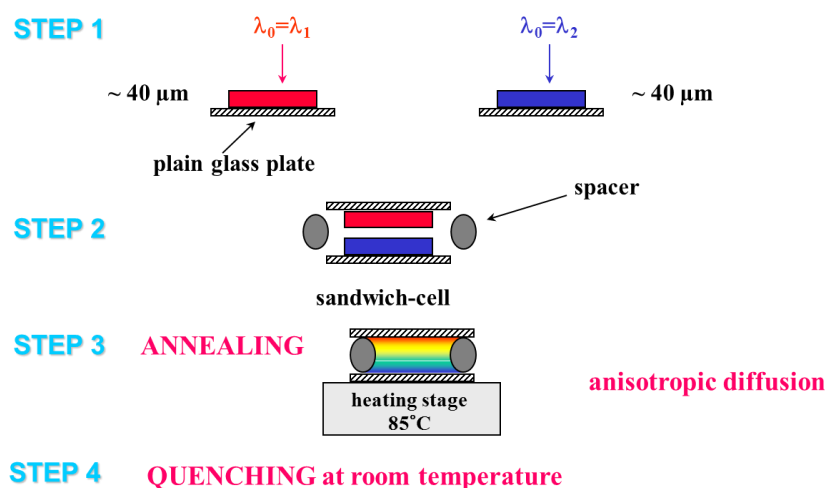 STEP 1
λ₀=λ₁
λ₀=λ₂
~ 40 μm
~ 40 μm
plain glass plate
spacer
STEP 2
sandwich-cell
STEP 3 ANNEALING
anisotropic diffusion
heating stage
85°C
STEP 4 QUENCHING at room temperature